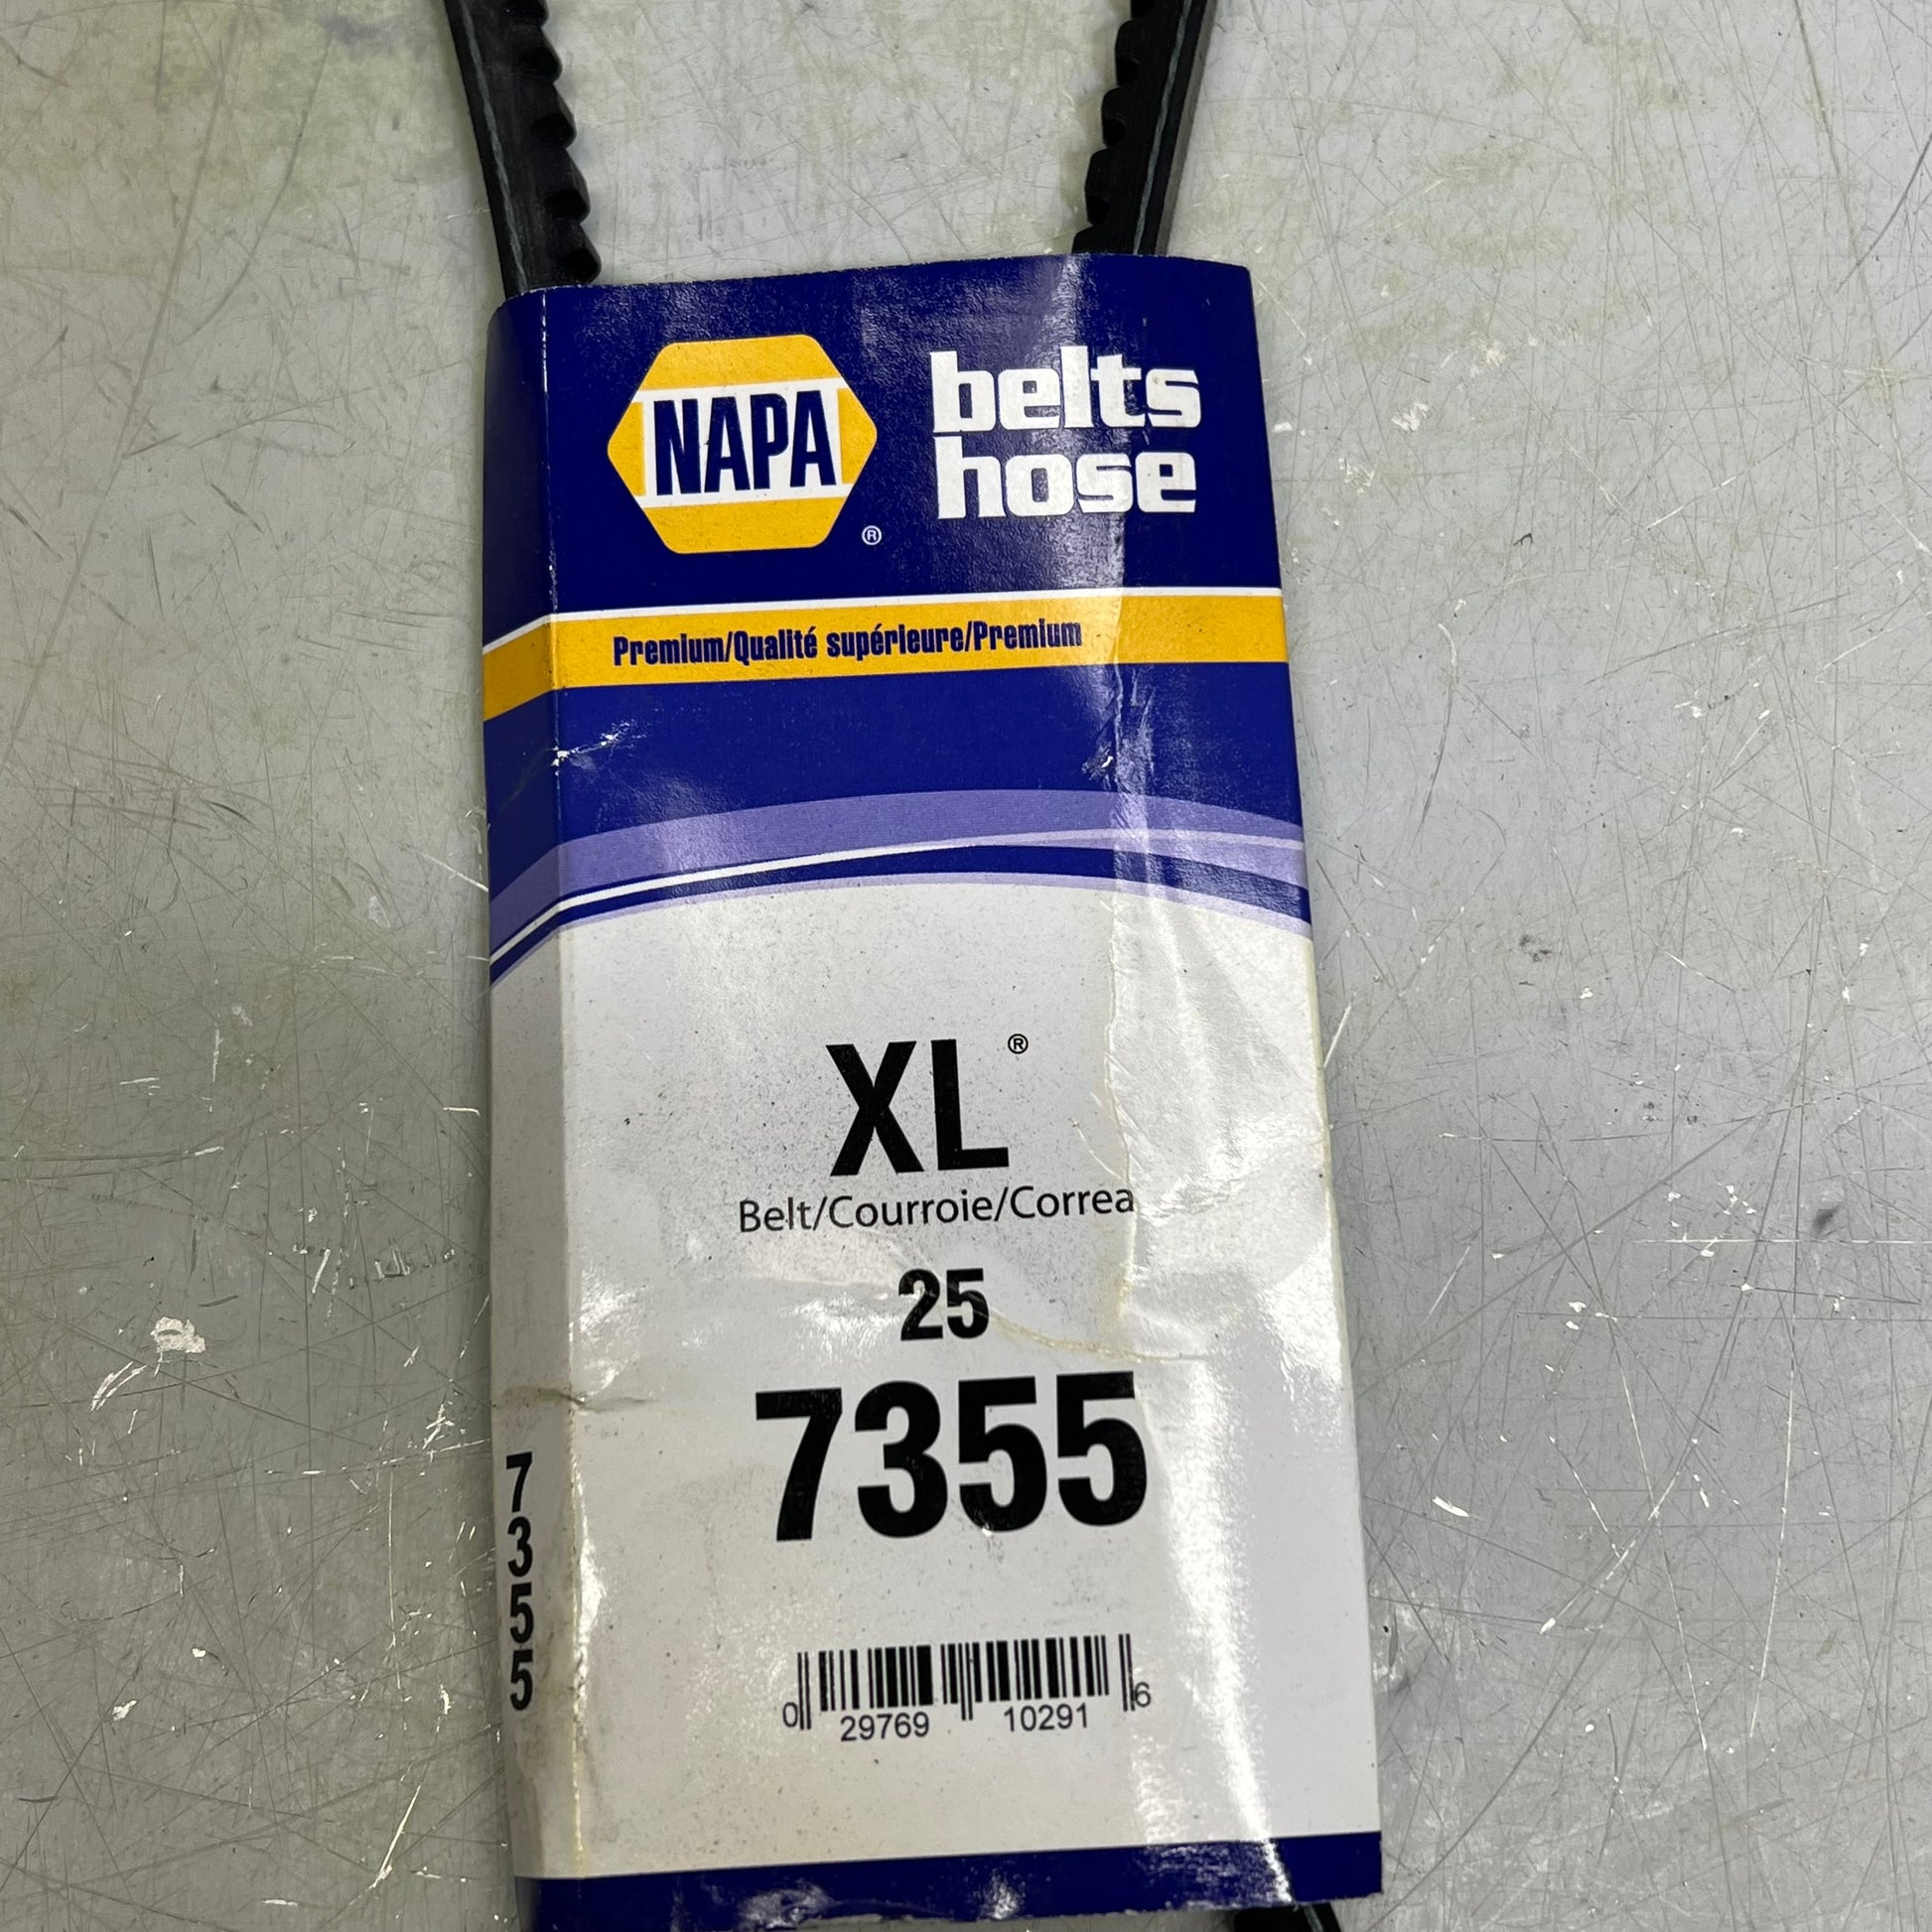 NAPA
®
belts
hose
Premium/Qualité supérieure/Premium
XL®
Belt/Courroie/Correa
25
7355
7355
0 29769 10291 6